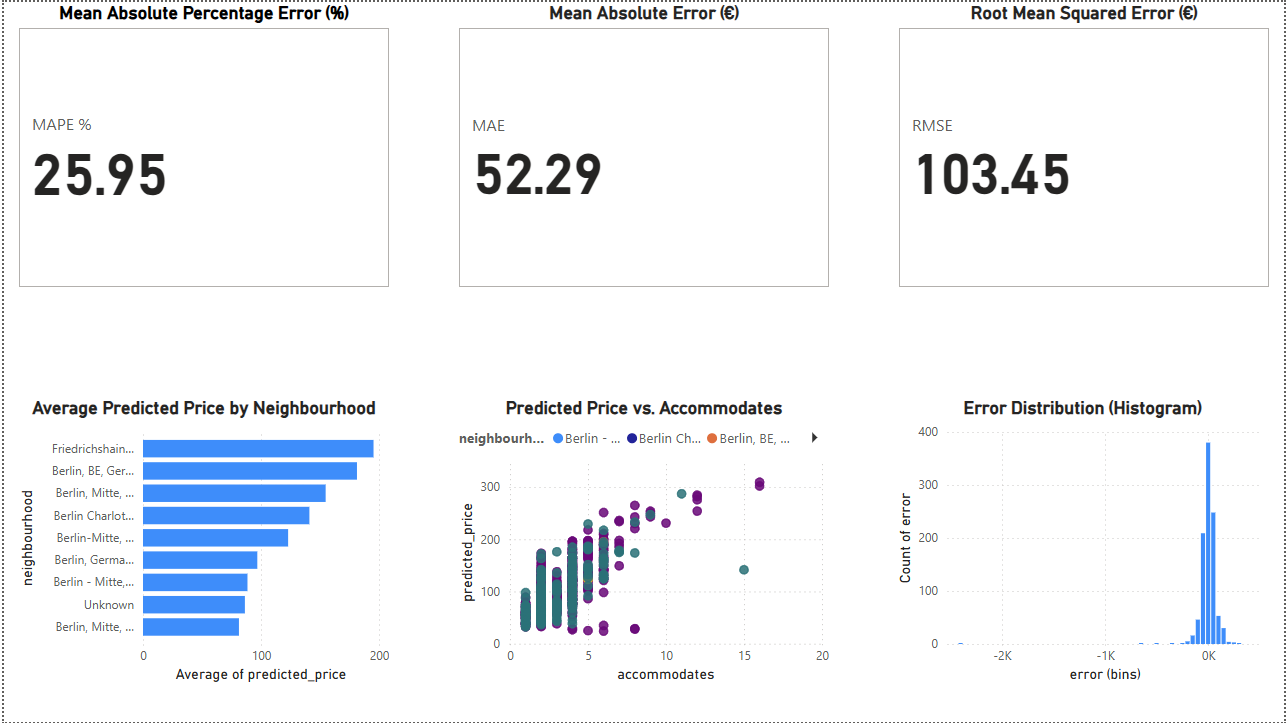 Mean Absolute Percentage Error (%)
Mean Absolute Error (€)
Root Mean Squared Error (€)
MAPE %
25.95
MAE
52.29
RMSE
103.45
Average Predicted Price by Neighbourhood
neighbourhood
Friedrichshain...
Berlin, BE, Ger...
Berlin, Mitte, ...
Berlin Charlot...
Berlin-Mitte, ...
Berlin, Germa...
Berlin - Mitte,...
Unknown
Berlin, Mitte, ...
0 100 200
Average of predicted_price
Predicted Price vs. Accommodates
neighbourh... Berlin - ... Berlin Ch... Berlin, BE, ...
predicted_price
300
200
100
0
0 5 10 15 20
accommodates
Error Distribution (Histogram)
Count of error
400
300
200
100
0
-2K -1K 0K
error (bins)